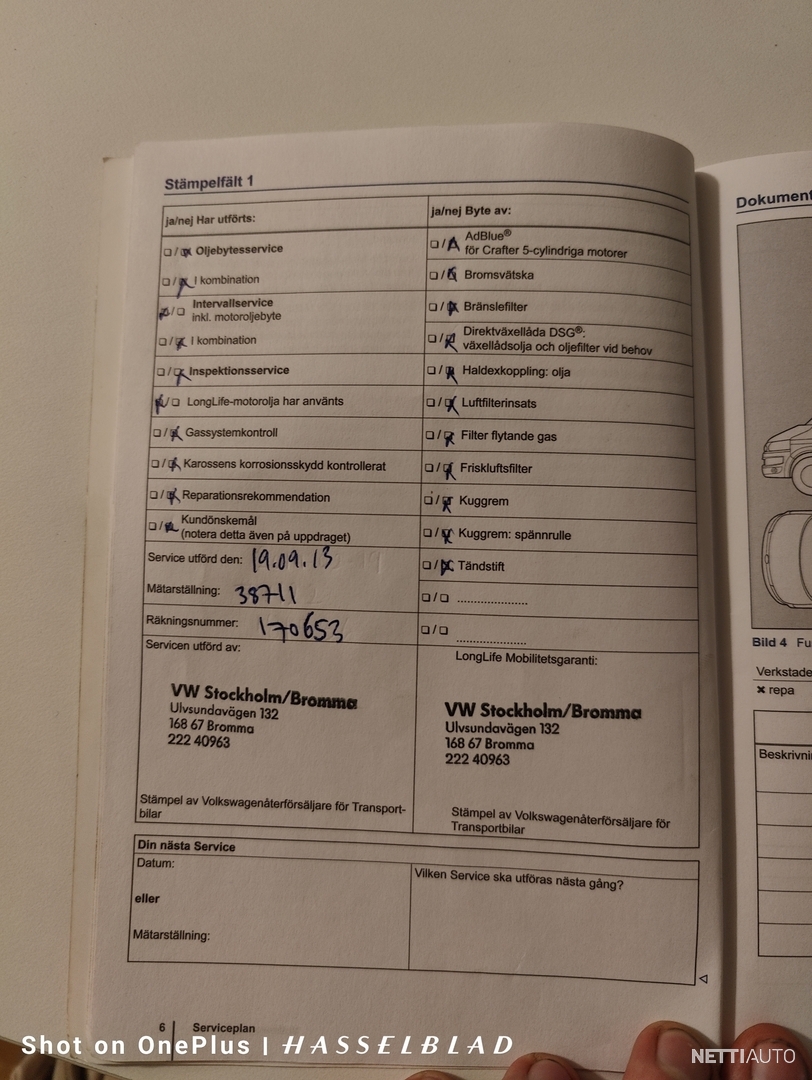 Stämpelfält 1
ja/nej Har utförts:
❏ / ❏ Oljebytesservice
❏ / ❏ I kombination
❏ / ❏ Intervallservice
inkl. motoroljebyte
❏ / ❏ I kombination
❏ / ❏ Inspektionsservice
❏ / ❏ LongLife-motorolja har använts
❏ / ❏ Gassystemkontroll
❏ / ❏ Karossens korrosionsskydd kontrollerat
❏ / ❏ Reparationsrekommendation
❏ / ❏ Kundönskemål
(notera detta även på uppdraget)
Service utförd den: 19.09.13
Mätarställning: 38711
Räkningsnummer: 170653
Servicen utförd av:
VW Stockholm/Bromma
Ulvsundavägen 132
168 67 Bromma
222 40963
Stämpel av Volkswagenåterförsäljare för Transport-
bilar
ja/nej Byte av:
❏ / ❏ AdBlue®
för Crafter 5-cylindriga motorer
❏ / ❏ Bromsvätska
❏ / ❏ Bränslefilter
❏ / ❏ Direktväxellåda DSG®:
växellådsolja och oljefilter vid behov
❏ / ❏ Haldexkoppling: olja
❏ / ❏ Luftfilterinsats
❏ / ❏ Filter flytande gas
❏ / ❏ Friskluftsfilter
❏ / ❏ Kuggrem
❏ / ❏ Kuggrem: spännrulle
❏ / ❏ Tändstift
❏ / ❏ ......................
❏ / ❏ ......................
LongLife Mobilitetsgaranti:
VW Stockholm/Bromma
Ulvsundavägen 132
168 67 Bromma
222 40963
Stämpel av Volkswagenåterförsäljare för
Transportbilar
Din nästa Service
Datum:
eller
Mätarställning:
Vilken Service ska utföras nästa gång?
6 Serviceplan
Dokument
Bild 4 Fu
Verkstade
× repa
Beskrivnin
Shot on OnePlus | HASSELBLAD
NETTIAUTO